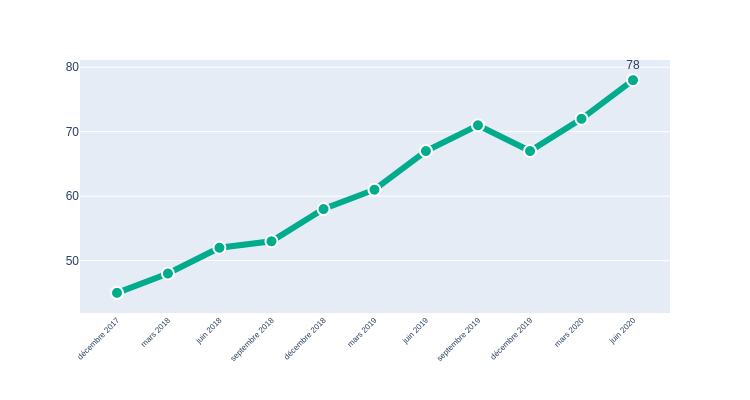 80
78
70
60
50
décembre 2017
mars 2018
juin 2018
septembre 2018
décembre 2018
mars 2019
juin 2019
septembre 2019
décembre 2019
mars 2020
juin 2020